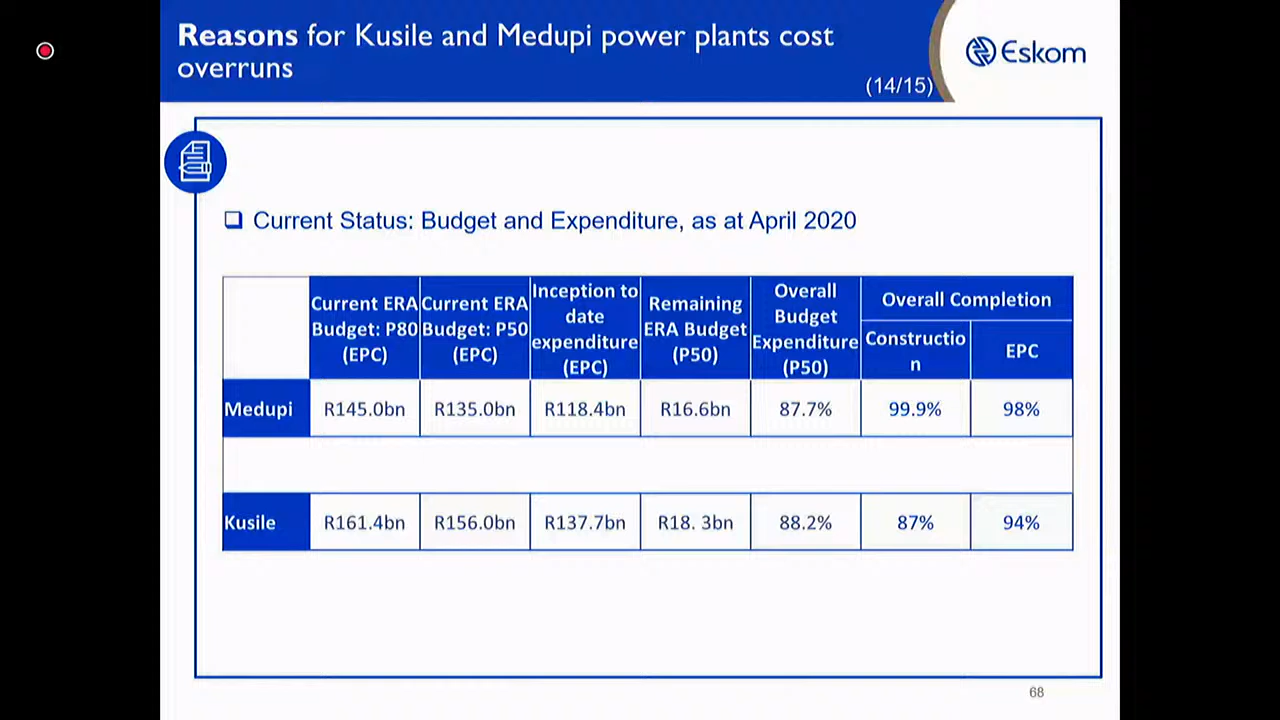 Reasons for Kusile and Medupi power plants cost
overruns
(14/15)
Eskom
Current Status: Budget and Expenditure, as at April 2020
Current ERA Budget: P80 (EPC)
Current ERA Budget: P50 (EPC)
Inception to date expenditure (EPC)
Remaining ERA Budget (P50)
Overall Budget Expenditure (P50)
Overall Completion
Constructio
n
EPC
Medupi R145.0bn R135.0bn R118.4bn R16.6bn 87.7% 99.9% 98%
Kusile R161.4bn R156.0bn R137.7bn R18. 3bn 88.2% 87% 94%
68